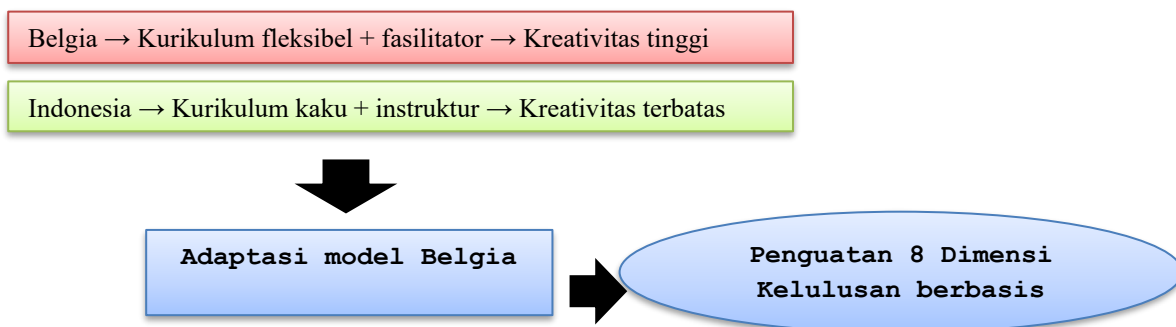 Belgia → Kurikulum fleksibel + fasilitator → Kreativitas tinggi
Indonesia → Kurikulum kaku + instruktur → Kreativitas terbatas
Adaptasi model Belgia
Penguatan 8 Dimensi
Kelulusan berbasis